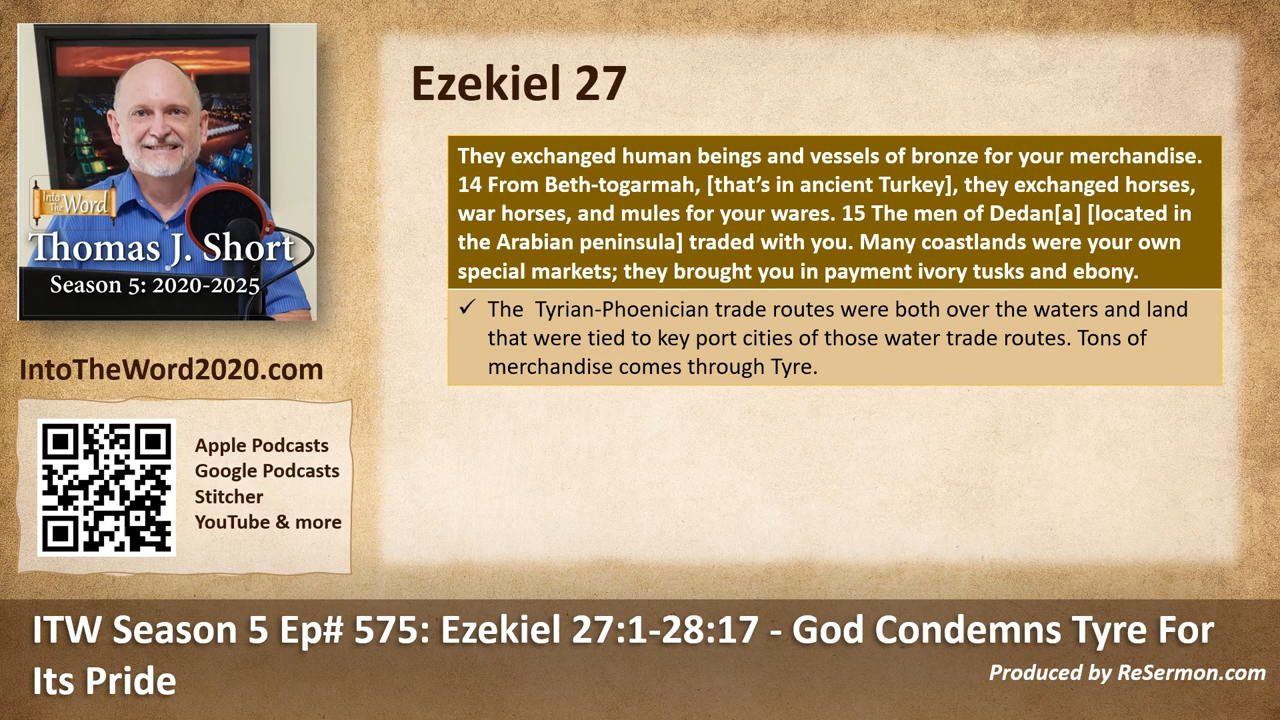 Into
The Word
Thomas J. Short
Season 5: 2020-2025
IntoTheWord2020.com
Apple Podcasts
Google Podcasts
Stitcher
YouTube & more
Ezekiel 27
They exchanged human beings and vessels of bronze for your merchandise.
14 From Beth-togarmah, [that’s in ancient Turkey], they exchanged horses,
war horses, and mules for your wares. 15 The men of Dedan[a] [located in
the Arabian peninsula] traded with you. Many coastlands were your own
special markets; they brought you in payment ivory tusks and ebony.
✓ The  Tyrian-Phoenician trade routes were both over the waters and land
that were tied to key port cities of those water trade routes. Tons of
merchandise comes through Tyre.
ITW Season 5 Ep# 575: Ezekiel 27:1-28:17 - God Condemns Tyre For
Its Pride
Produced by ReSermon.com